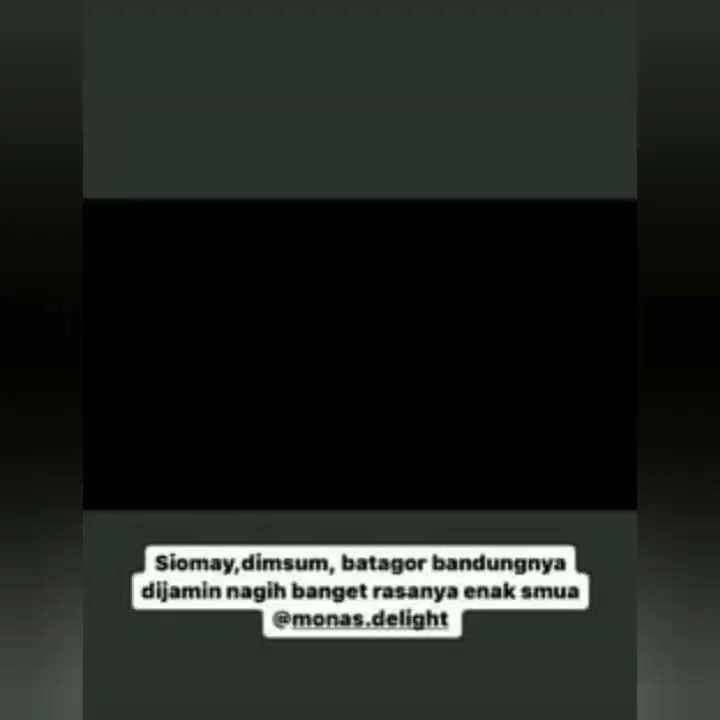 Siomay,dimsum, batagor bandungnya
dijamin nagih banget rasanya enak smua
@monas.delight